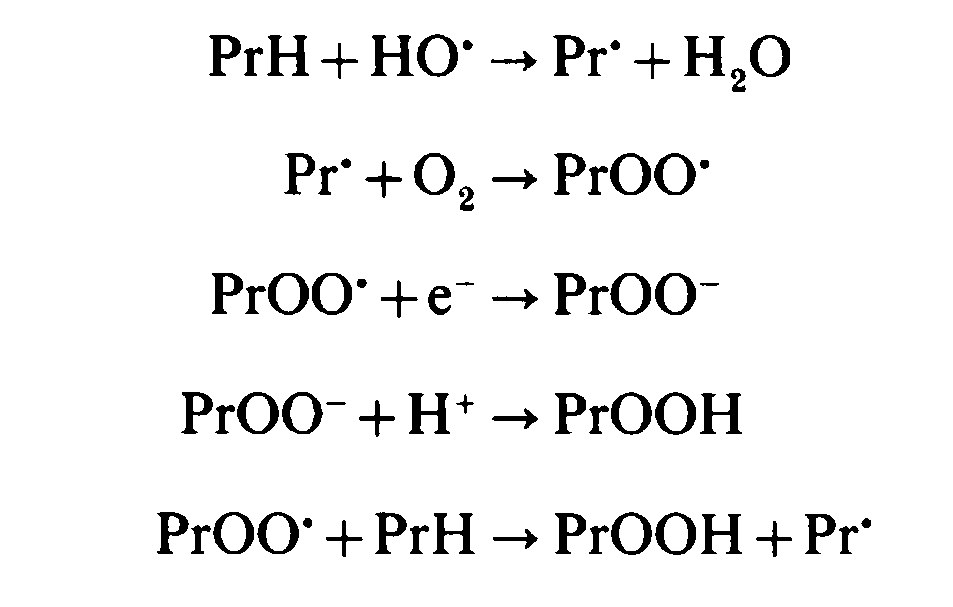 PrH + HO• → Pr• + H₂O
Pr• + O₂ → PrOO•
PrOO• + e⁻ → PrOO⁻
PrOO⁻ + H⁺ → PrOOH
PrOO• + PrH → PrOOH + Pr•